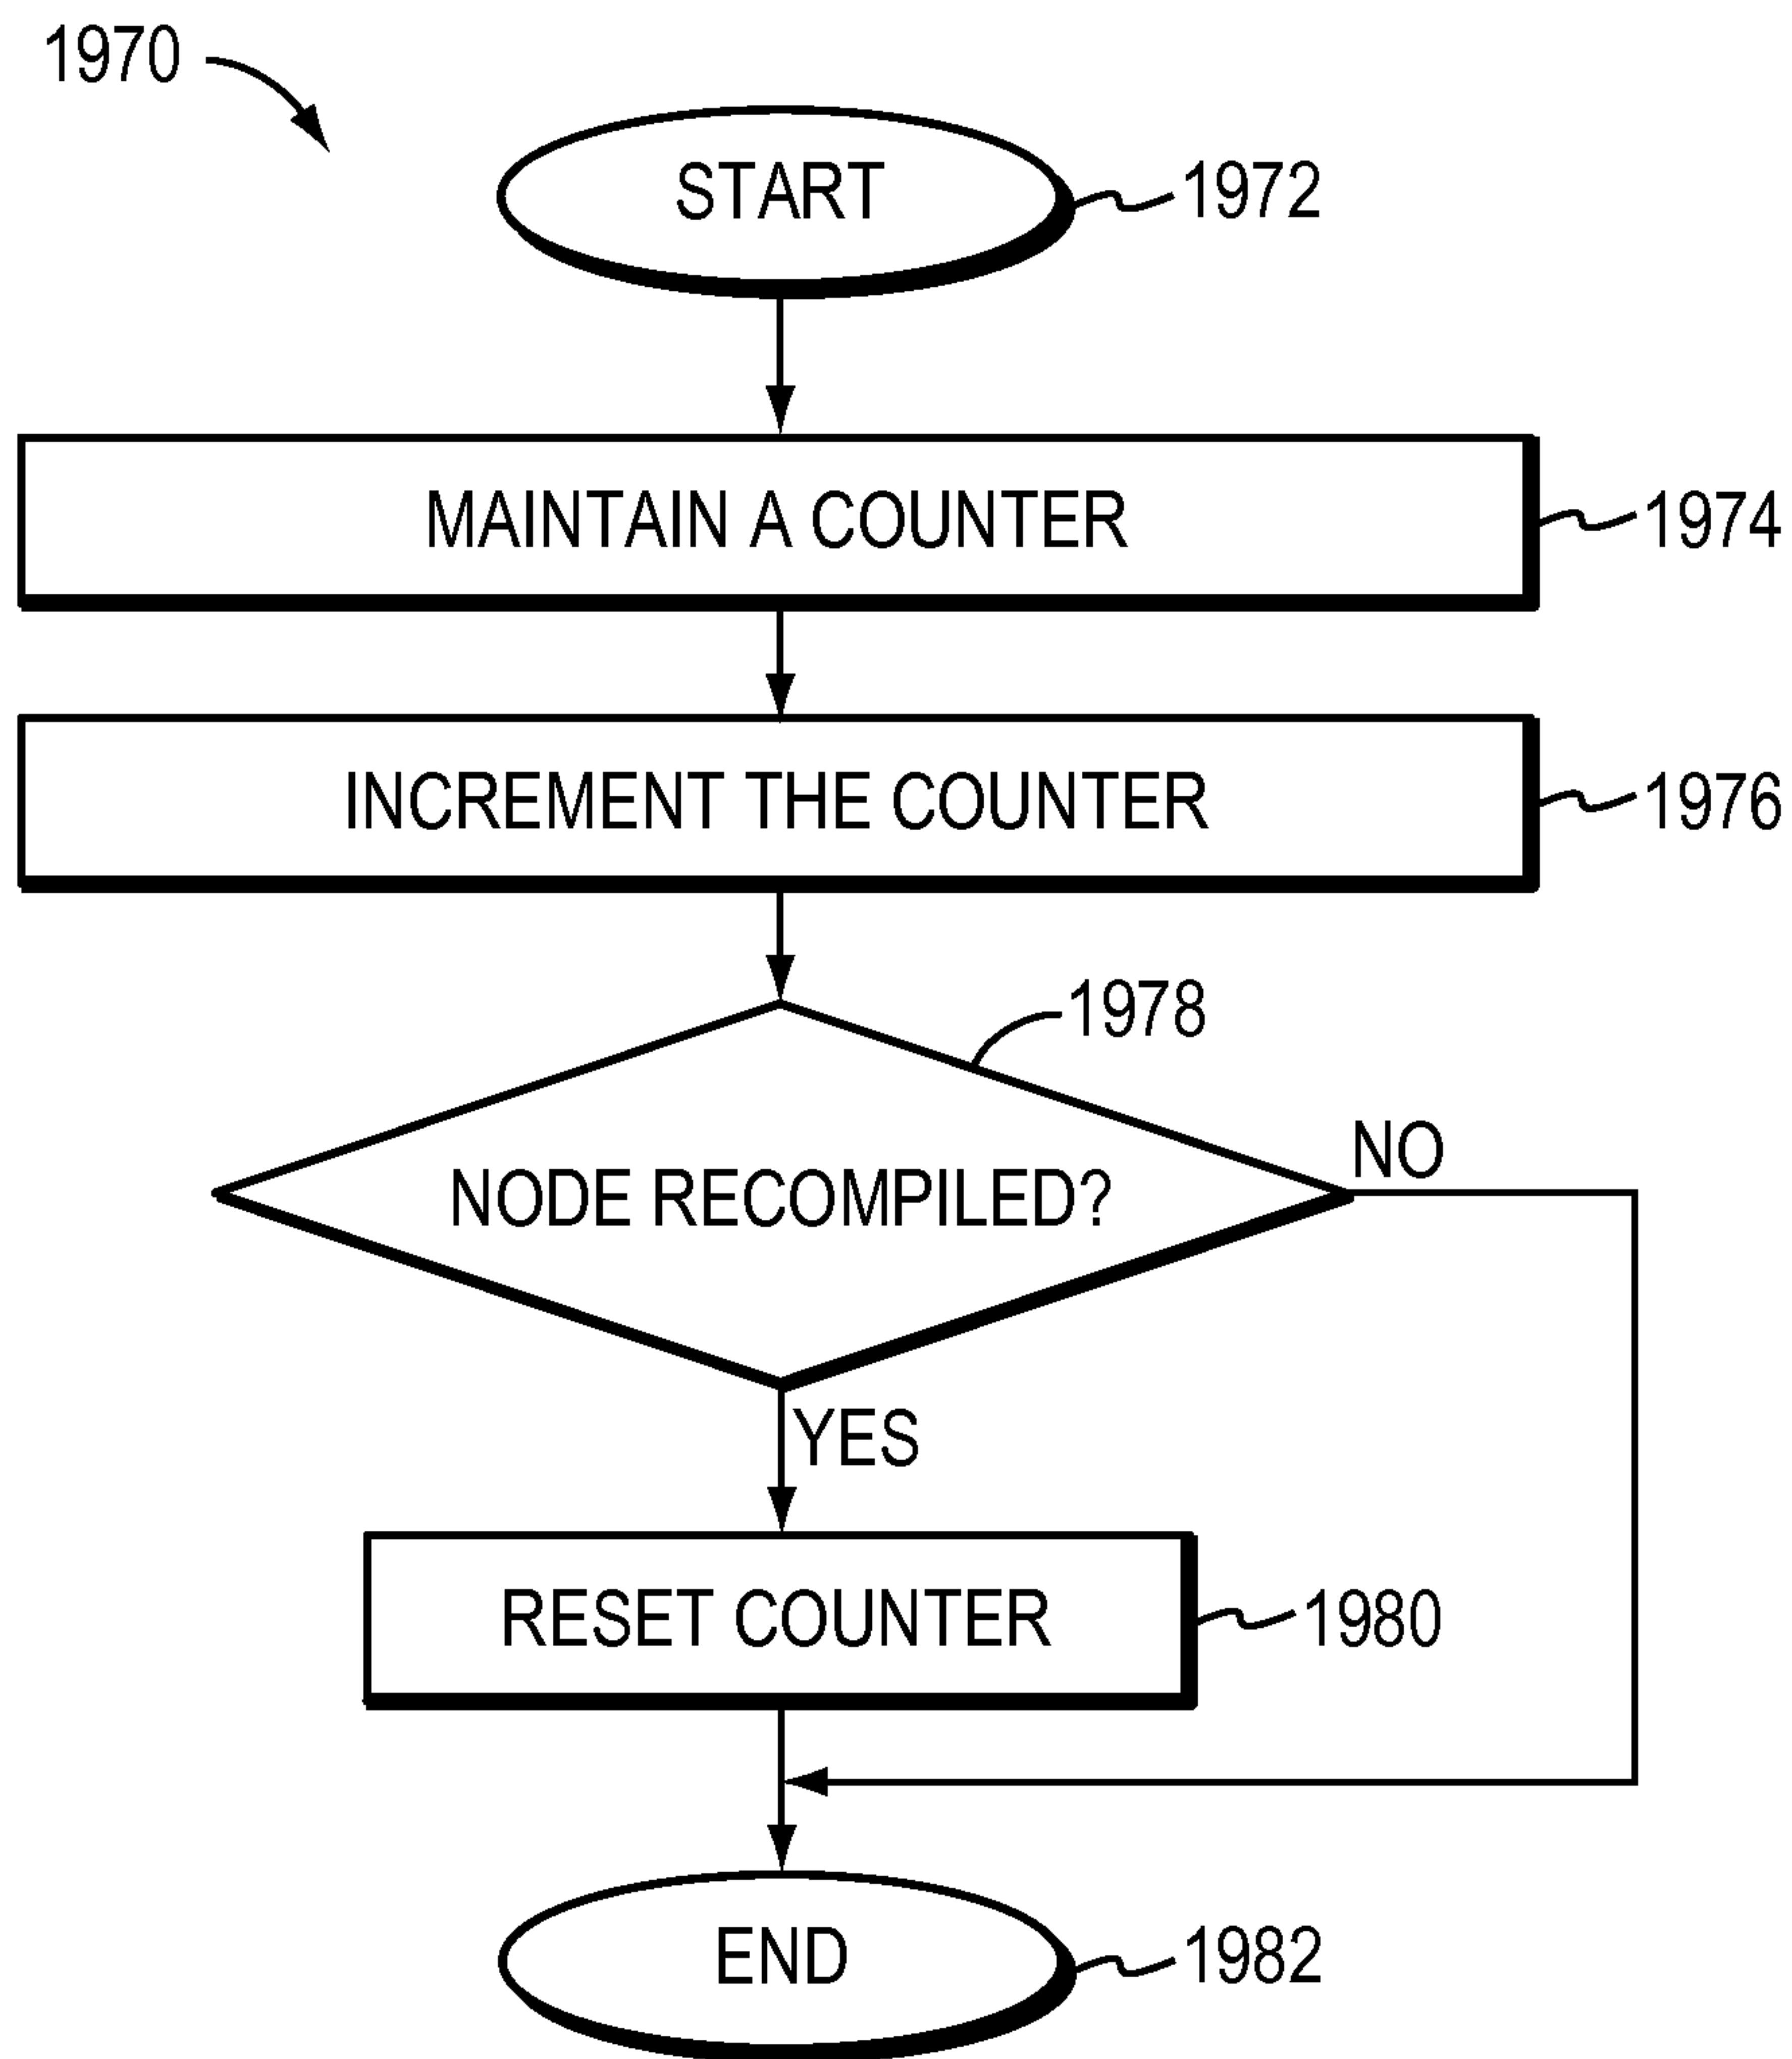 1970
START
1972
MAINTAIN A COUNTER
1974
INCREMENT THE COUNTER
1976
1978
NODE RECOMPILED?
NO
YES
RESET COUNTER
1980
END
1982